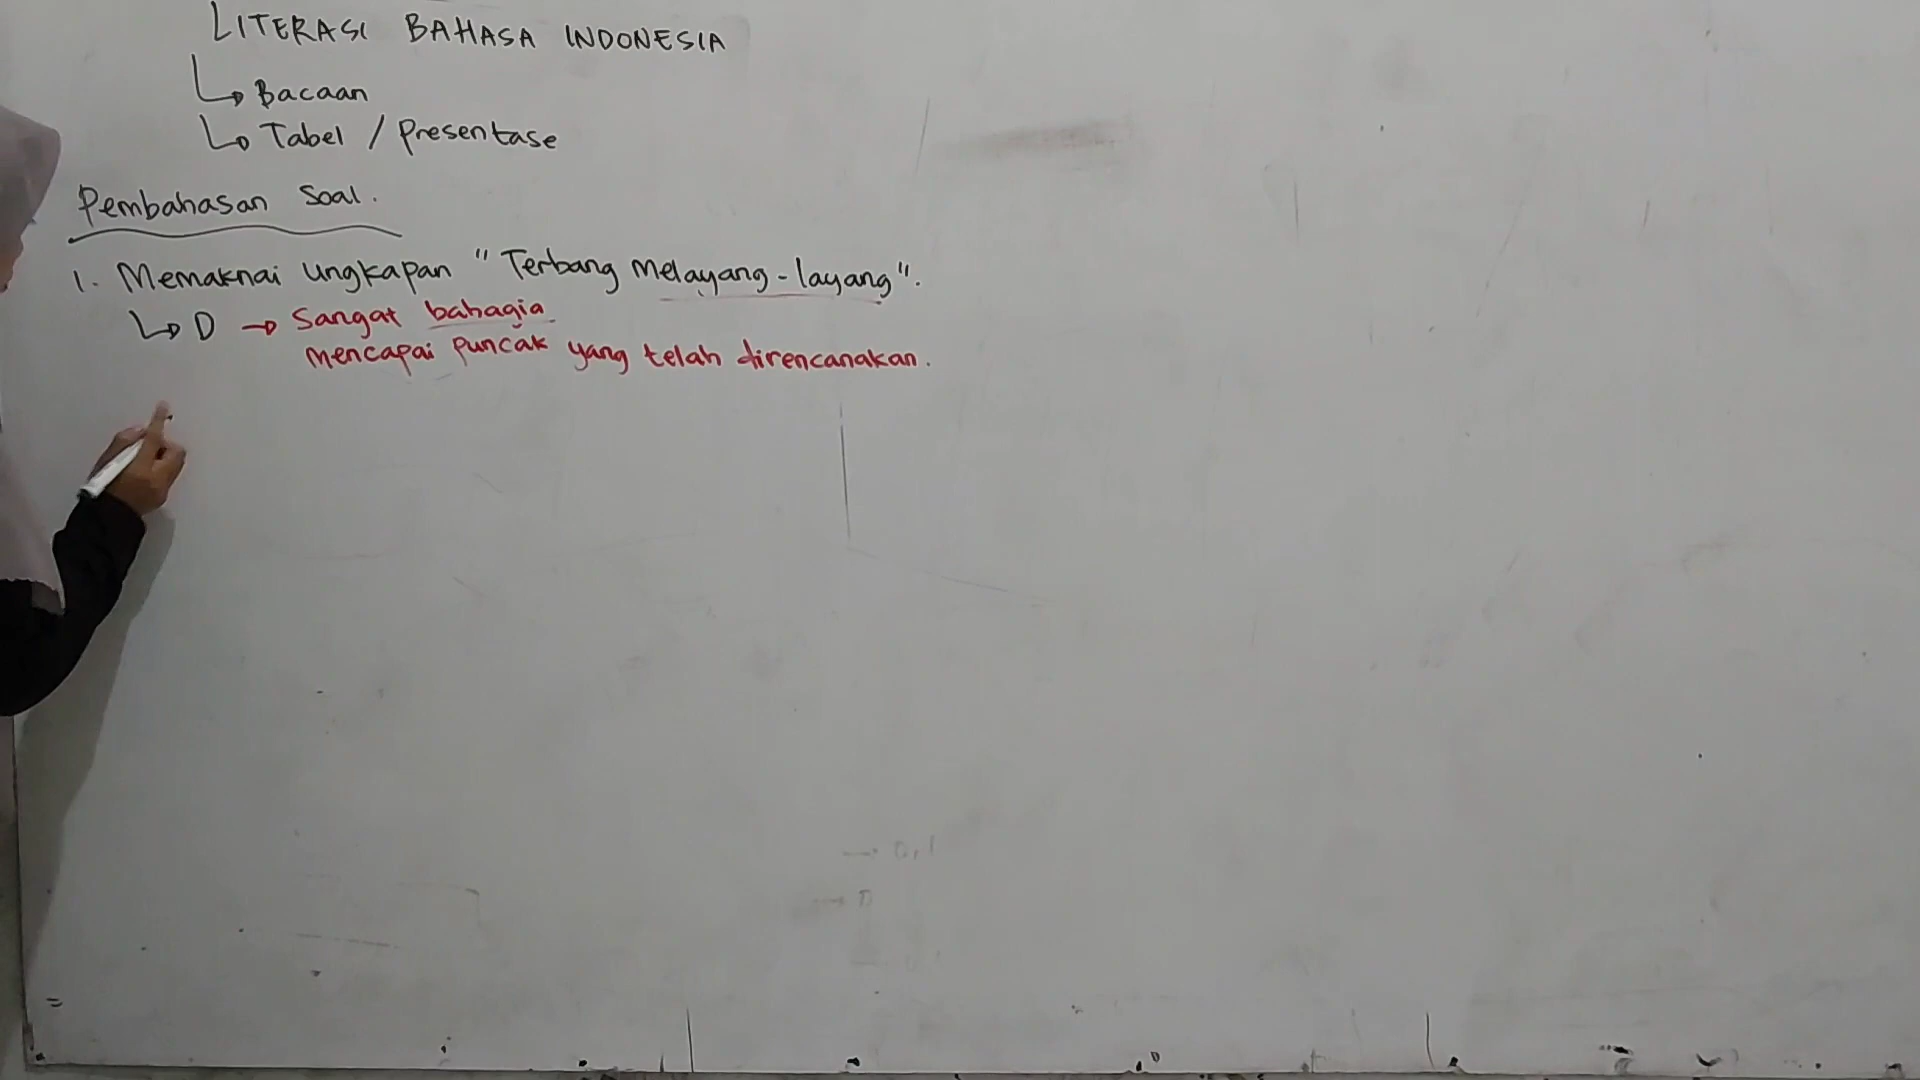 LITERASI BAHASA INDONESIA
↳ Bacaan
↳ Tabel / Presentase
Pembahasan Soal.
1. Memaknai Ungkapan "Terbang Melayang-layang".
↳ D → Sangat bahagia
mencapai puncak yang telah direncanakan.